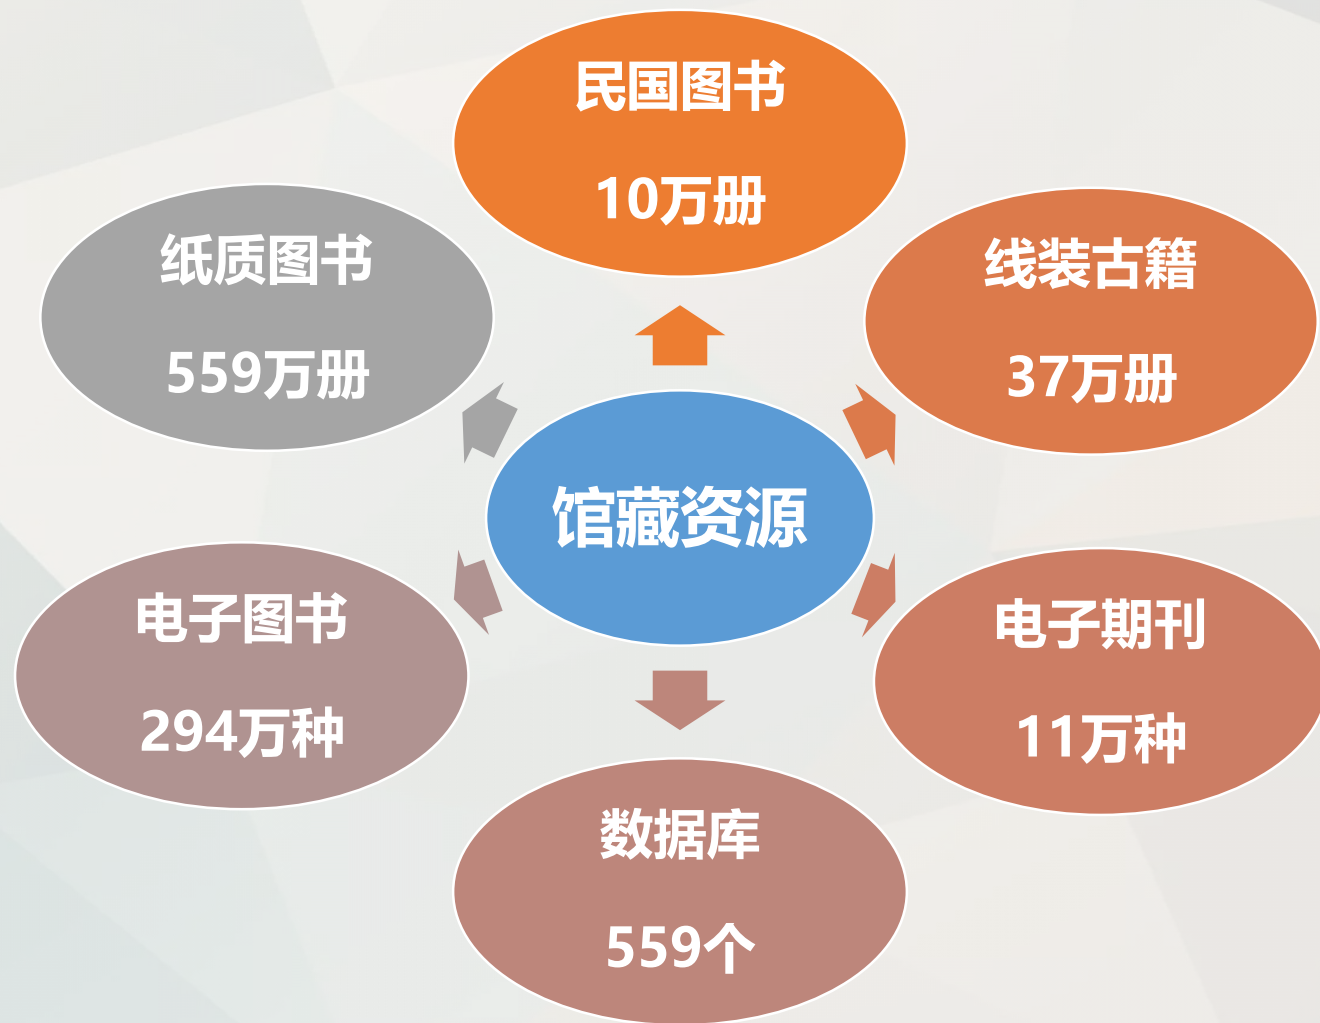 民国图书
10万册
纸质图书
559万册
线装古籍
37万册
馆藏资源
电子图书
294万种
电子期刊
11万种
数据库
559个